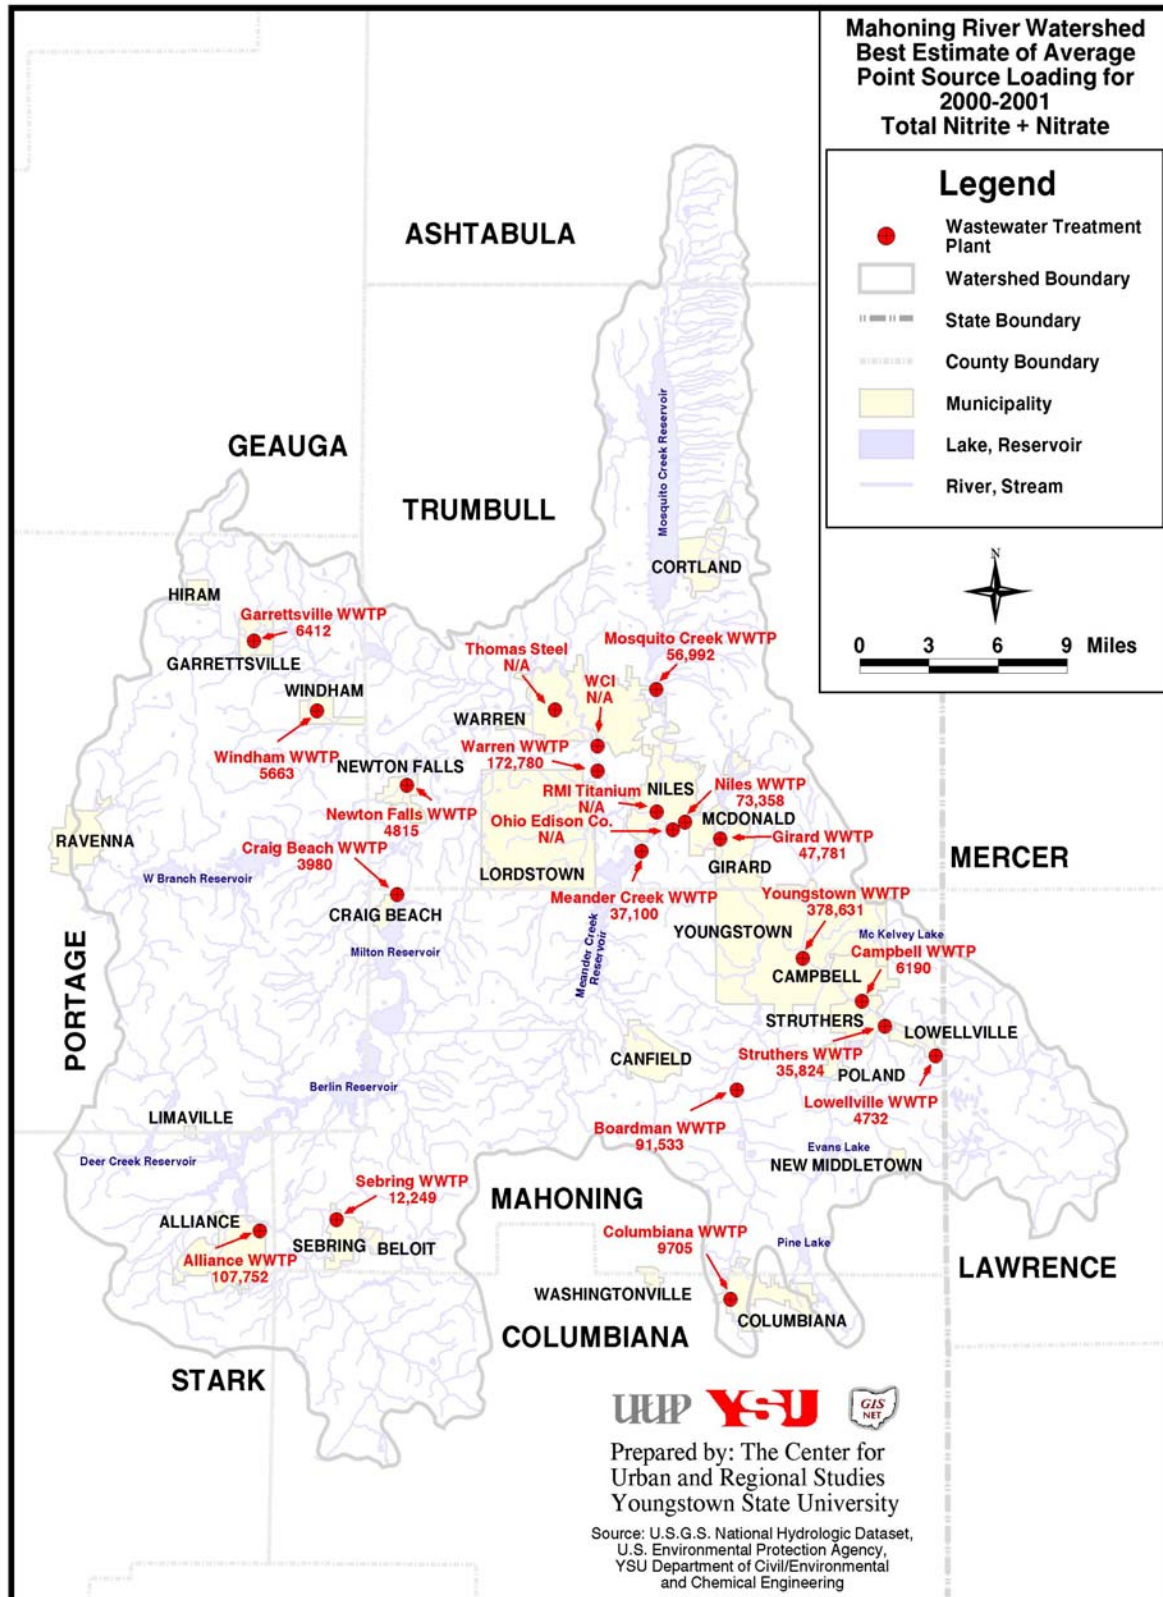 Mahoning River Watershed
Best Estimate of Average
Point Source Loading for
2000-2001
Total Nitrite + Nitrate
Legend
Wastewater Treatment
Plant
Watershed Boundary
State Boundary
County Boundary
Municipality
Lake, Reservoir
River, Stream
N
0 3 6 9 Miles
ASHTABULA
GEAUGA
TRUMBULL
Mosquito Creek Reservoir
CORTLAND
HIRAM
Garrettsville WWTP
6412
GARRETTSVILLE
WINDHAM
Windham WWTP
5663
Thomas Steel
N/A
Mosquito Creek WWTP
56,992
WCI
N/A
WARREN
Warren WWTP
172,780
NEWTON FALLS
Newton Falls WWTP
4815
RMI Titanium
N/A
NILES
Niles WWTP
73,358
Ohio Edison Co.
N/A
MCDONALD
Girard WWTP
47,781
GIRARD
RAVENNA
Craig Beach WWTP
3980
W Branch Reservoir
LORDSTOWN
MERCER
Meander Creek WWTP
37,100
Youngstown WWTP
378,631
CRAIG BEACH
Milton Reservoir
Meander Creek
Reservoir
YOUNGSTOWN
Mc Kelvey Lake
Campbell WWTP
6190
CAMPBELL
PORTAGE
STRUTHERS
LOWELLVILLE
CANFIELD
Struthers WWTP
35,824
POLAND
Lowellville WWTP
4732
Berlin Reservoir
LIMAVILLE
Boardman WWTP
91,533
Deer Creek Reservoir
Evans Lake
NEW MIDDLETOWN
Sebring WWTP
12,249
MAHONING
ALLIANCE
Alliance WWTP
107,752
SEBRING
BELOIT
Columbiana WWTP
9705
Pine Lake
LAWRENCE
WASHINGTONVILLE
COLUMBIANA
COLUMBIANA
STARK
UUP YSU GIS
NET
Prepared by: The Center for
Urban and Regional Studies
Youngstown State University
Source: U.S.G.S. National Hydrologic Dataset,
U.S. Environmental Protection Agency,
YSU Department of Civil/Environmental
and Chemical Engineering